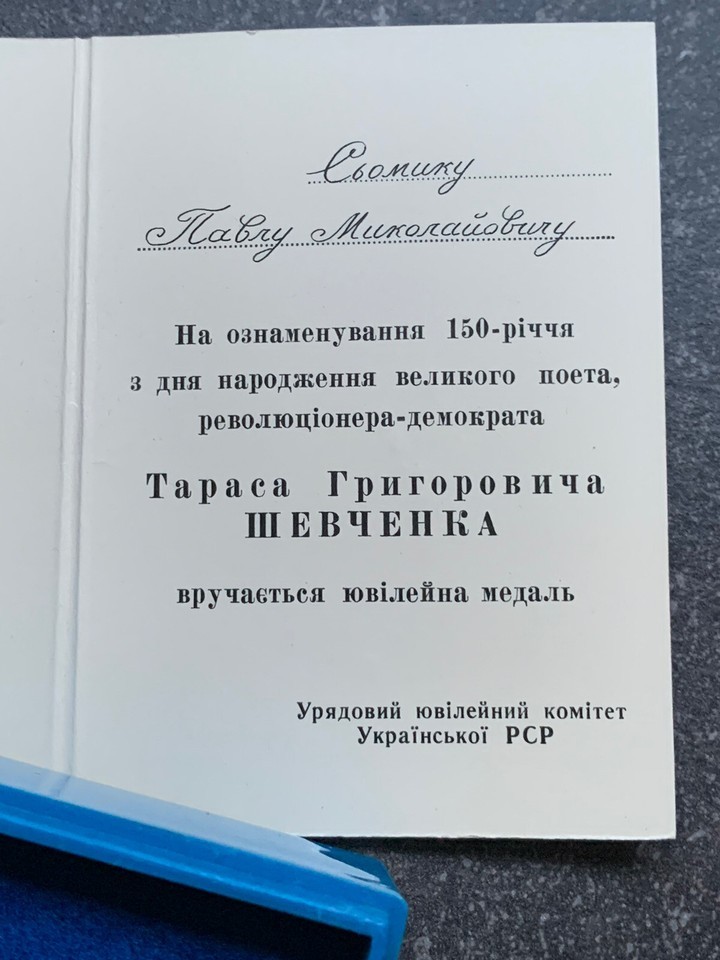 Сьомику
Павлу Миколайовичу
На ознаменування 150-річчя
з дня народження великого поета,
революціонера-демократа
Тараса Григоровича
ШЕВЧЕНКА
вручається ювілейна медаль
Урядовий ювілейний комітет
Української РСР